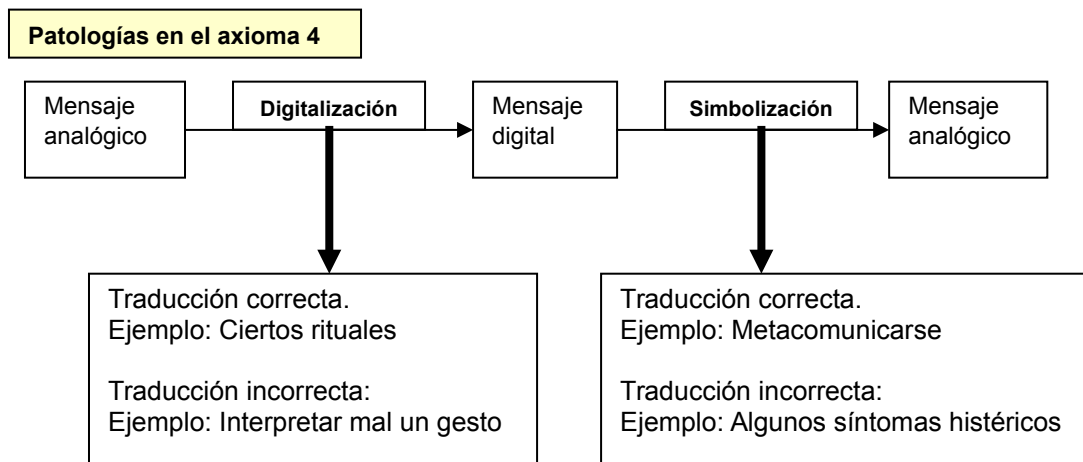 Patologías en el axioma 4
Mensaje
analógico
Digitalización
Mensaje
digital
Simbolización
Mensaje
analógico
Traducción correcta.
Ejemplo: Ciertos rituales
Traducción incorrecta:
Ejemplo: Interpretar mal un gesto
Traducción correcta.
Ejemplo: Metacomunicarse
Traducción incorrecta:
Ejemplo: Algunos síntomas histéricos